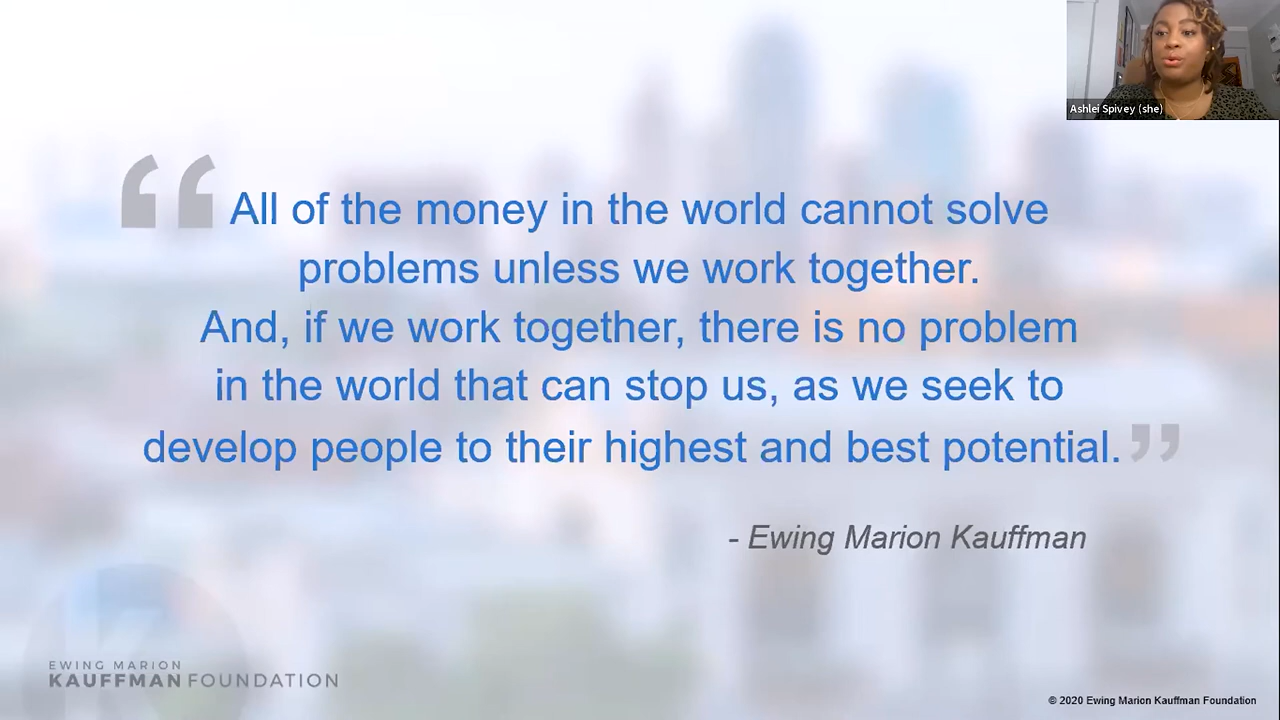 Ashlei Spivey (she)
“ All of the money in the world cannot solve
problems unless we work together.
And, if we work together, there is no problem
in the world that can stop us, as we seek to
develop people to their highest and best potential. ”
- Ewing Marion Kauffman
EWING MARION
KAUFFMAN FOUNDATION
© 2020 Ewing Marion Kauffman Foundation